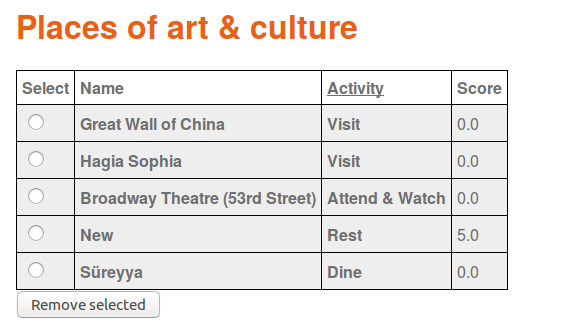 Places of art & culture
Select Name Activity Score
Great Wall of China Visit 0.0
Hagia Sophia Visit 0.0
Broadway Theatre (53rd Street) Attend & Watch 0.0
New Rest 5.0
Süreyya Dine 0.0
Remove selected